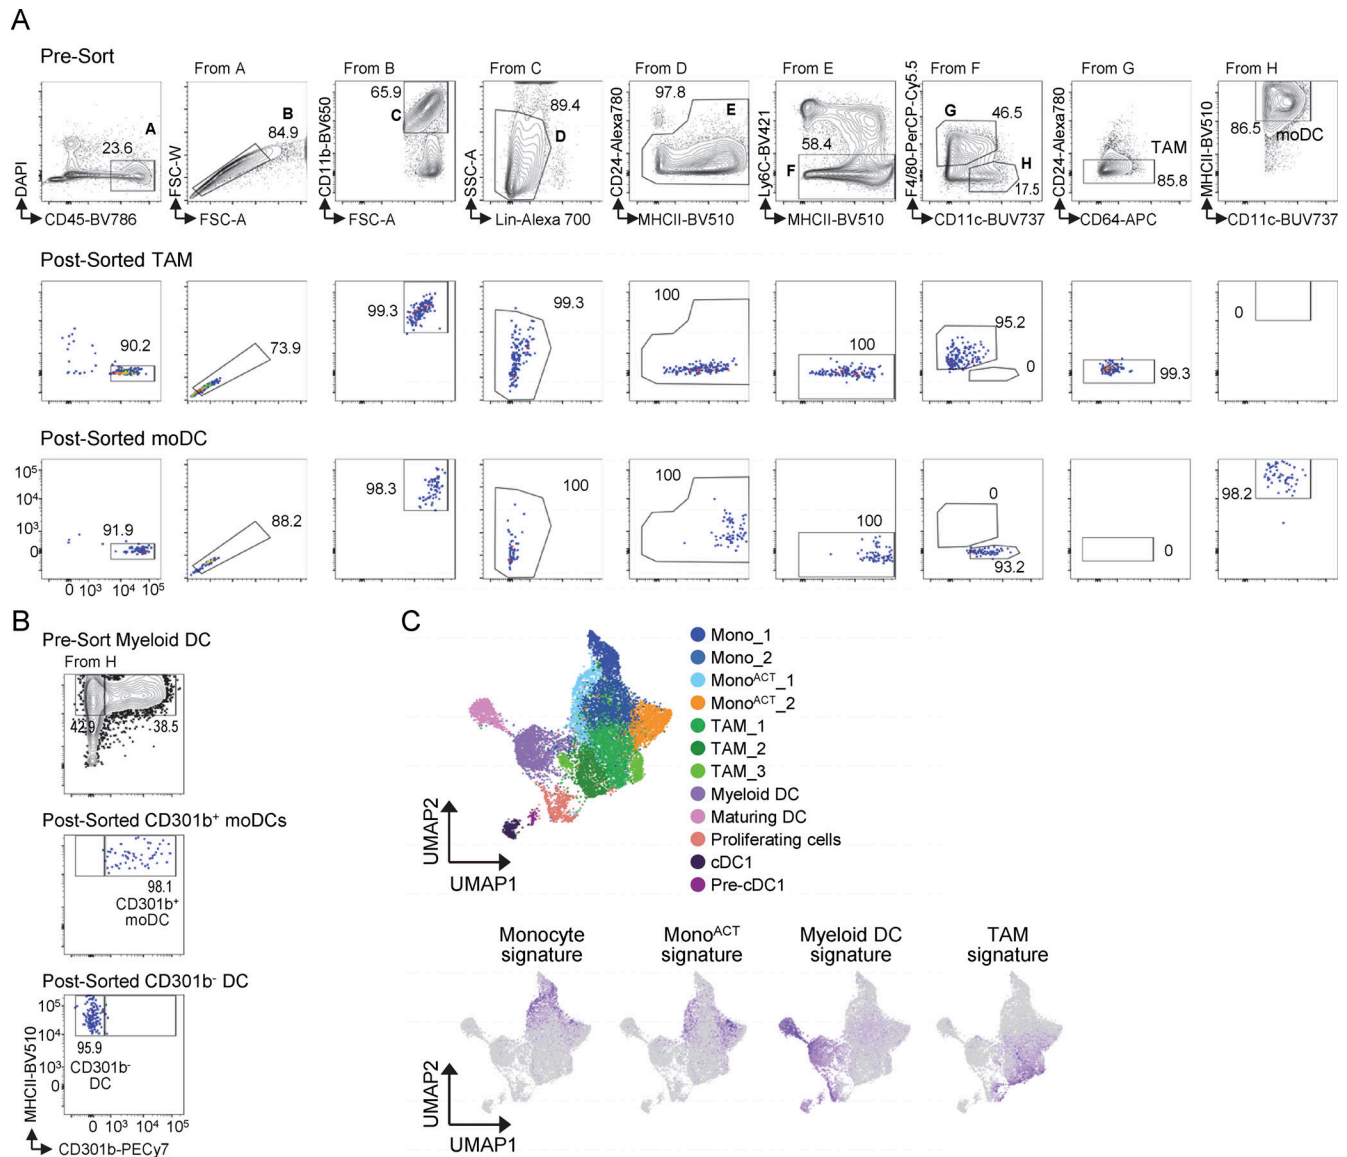 A
Pre-Sort
From A
From B
From C
From D
From E
From F
From G
From H
A
23.6
DAPI
CD45-BV786
B
84.9
FSC-W
FSC-A
65.9
C
CD11b-BV650
FSC-A
89.4
D
SSC-A
Lin-Alexa 700
97.8
E
CD24-Alexa780
MHCII-BV510
58.4
F
Ly6C-BV421
MHCII-BV510
G
46.5
H
17.5
F4/80-PerCP-Cy5.5
CD11c-BUV737
TAM
85.8
CD24-Alexa780
CD64-APC
86.5
moDC
MHCII-BV510
CD11c-BUV737
Post-Sorted TAM
90.2
73.9
99.3
99.3
100
100
95.2
0
99.3
0
Post-Sorted moDC
10⁵
10⁴
10³
0
91.9
0 10³ 10⁴ 10⁵
88.2
98.3
100
100
100
0
93.2
0
98.2
B
Pre-Sort Myeloid DC
From H
42.9
38.5
Post-Sorted CD301b⁺ moDCs
98.1
CD301b⁺
moDC
Post-Sorted CD301b⁻ DC
10⁵
10⁴
10³
0
95.9
CD301b⁻
DC
MHCII-BV510
0 10³ 10⁴ 10⁵
CD301b-PECy7
C
Mono_1
Mono_2
Monoᴬᶜᵀ_1
Monoᴬᶜᵀ_2
TAM_1
TAM_2
TAM_3
Myeloid DC
Maturing DC
Proliferating cells
cDC1
Pre-cDC1
UMAP2
UMAP1
Monocyte
signature
Monoᴬᶜᵀ
signature
Myeloid DC
signature
TAM
signature
UMAP2
UMAP1